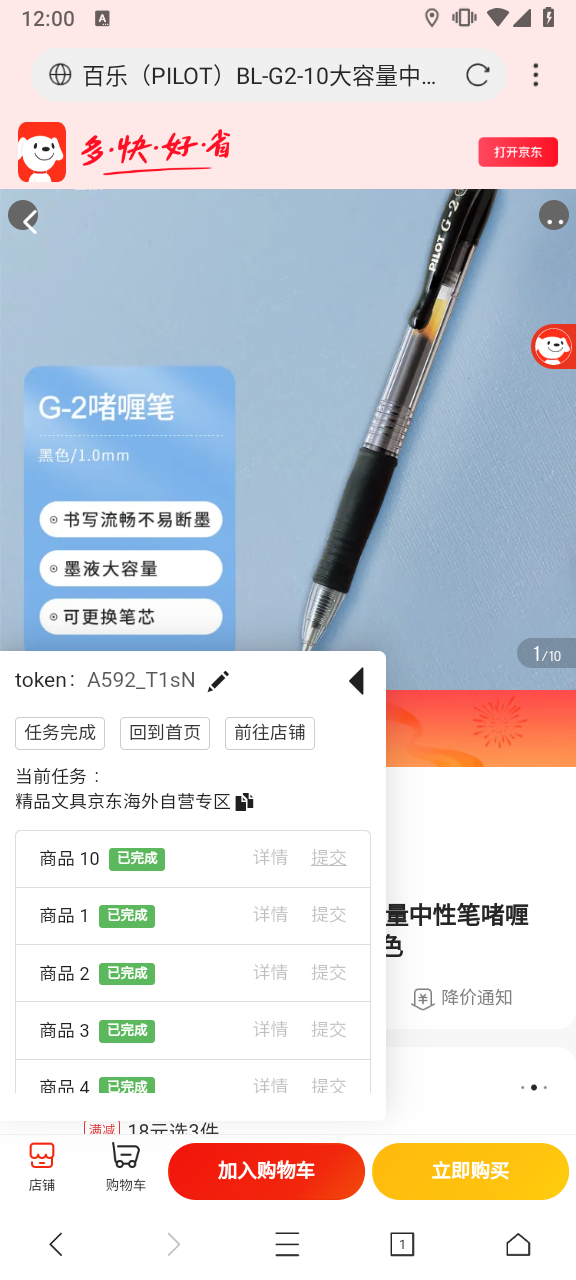 12:00
A
百乐（PILOT）BL-G2-10大容量中…
多·快·好·省
打开京东
PILOT G-2
G-2啫喱笔
黑色/1.0mm
书写流畅不易断墨
墨液大容量
可更换笔芯
1/10
token： A592_T1sN
任务完成 回到首页 前往店铺
当前任务：
精品文具京东海外自营专区
商品 10 已完成 详情 提交
商品 1 已完成 详情 提交
商品 2 已完成 详情 提交
商品 3 已完成 详情 提交
商品 4 已完成 详情 提交
量中性笔啫喱
色
降价通知
满减 18元选3件
店铺 购物车 加入购物车 立即购买
1